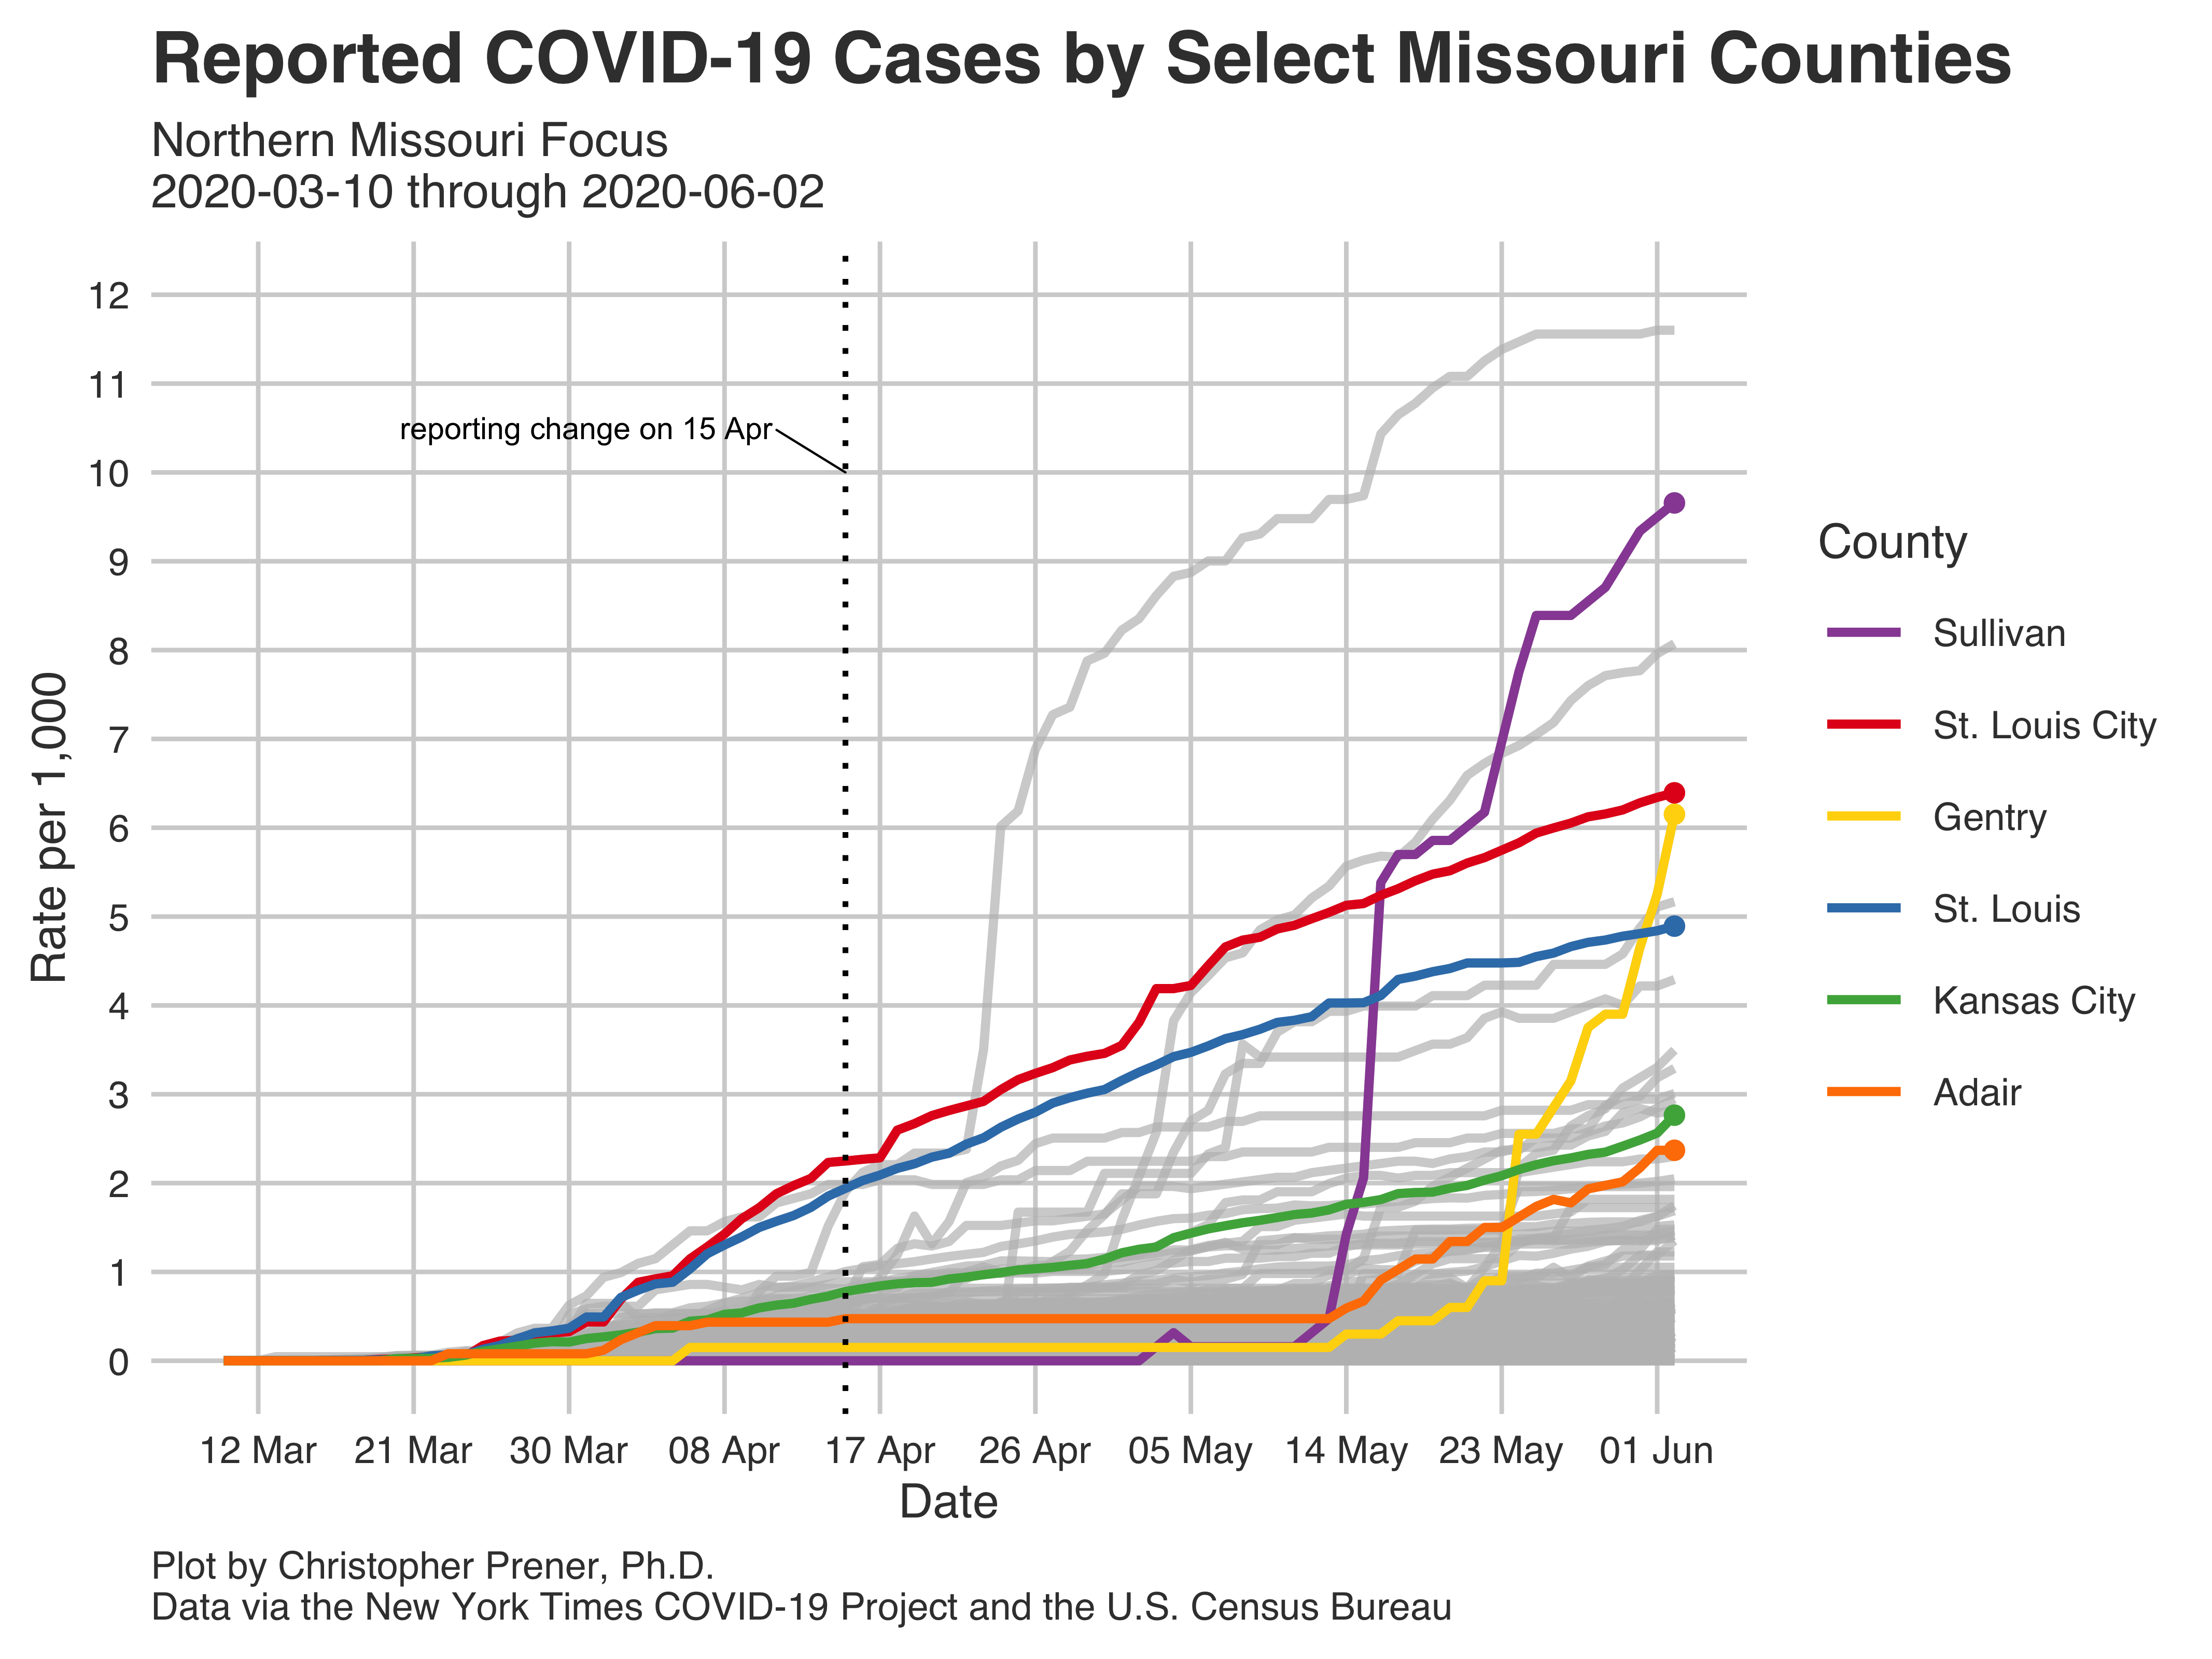 Reported COVID-19 Cases by Select Missouri Counties
Northern Missouri Focus
2020-03-10 through 2020-06-02
12
11
reporting change on 15 Apr
10
9
8
7
6
5
4
3
2
1
0
Rate per 1,000
12 Mar 21 Mar 30 Mar 08 Apr 17 Apr 26 Apr 05 May 14 May 23 May 01 Jun
Date
County
Sullivan
St. Louis City
Gentry
St. Louis
Kansas City
Adair
Plot by Christopher Prener, Ph.D.
Data via the New York Times COVID-19 Project and the U.S. Census Bureau